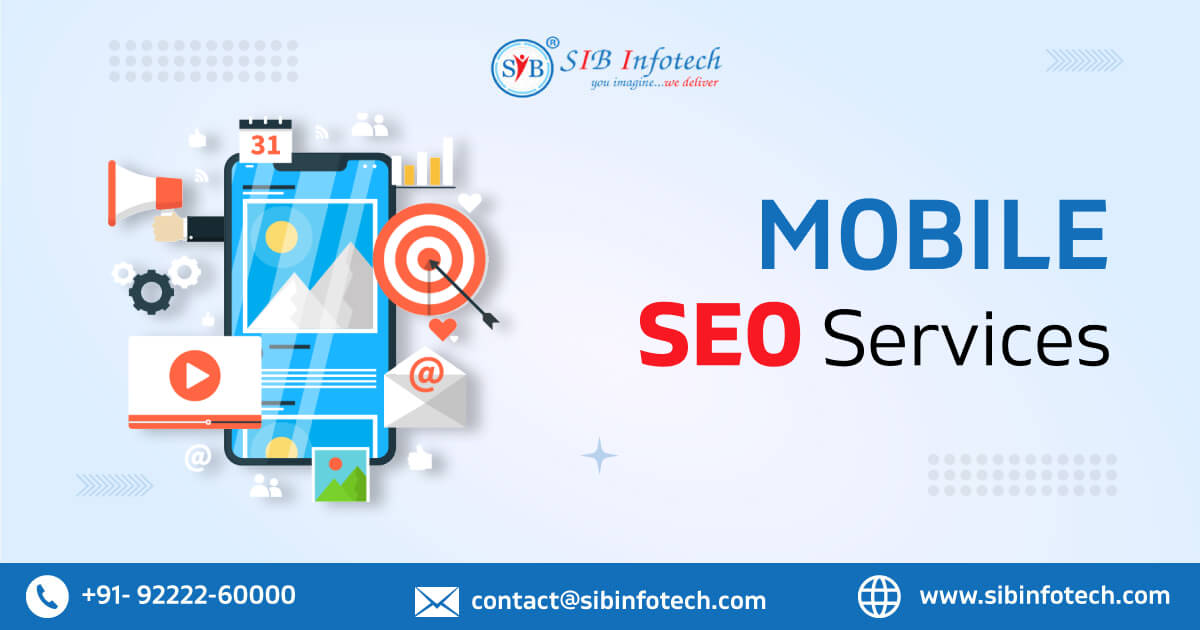 SIB
®
SIB Infotech
you imagine...we deliver
31
MOBILE
SEO Services
@
@
+91- 92222-60000
contact@sibinfotech.com
www.sibinfotech.com